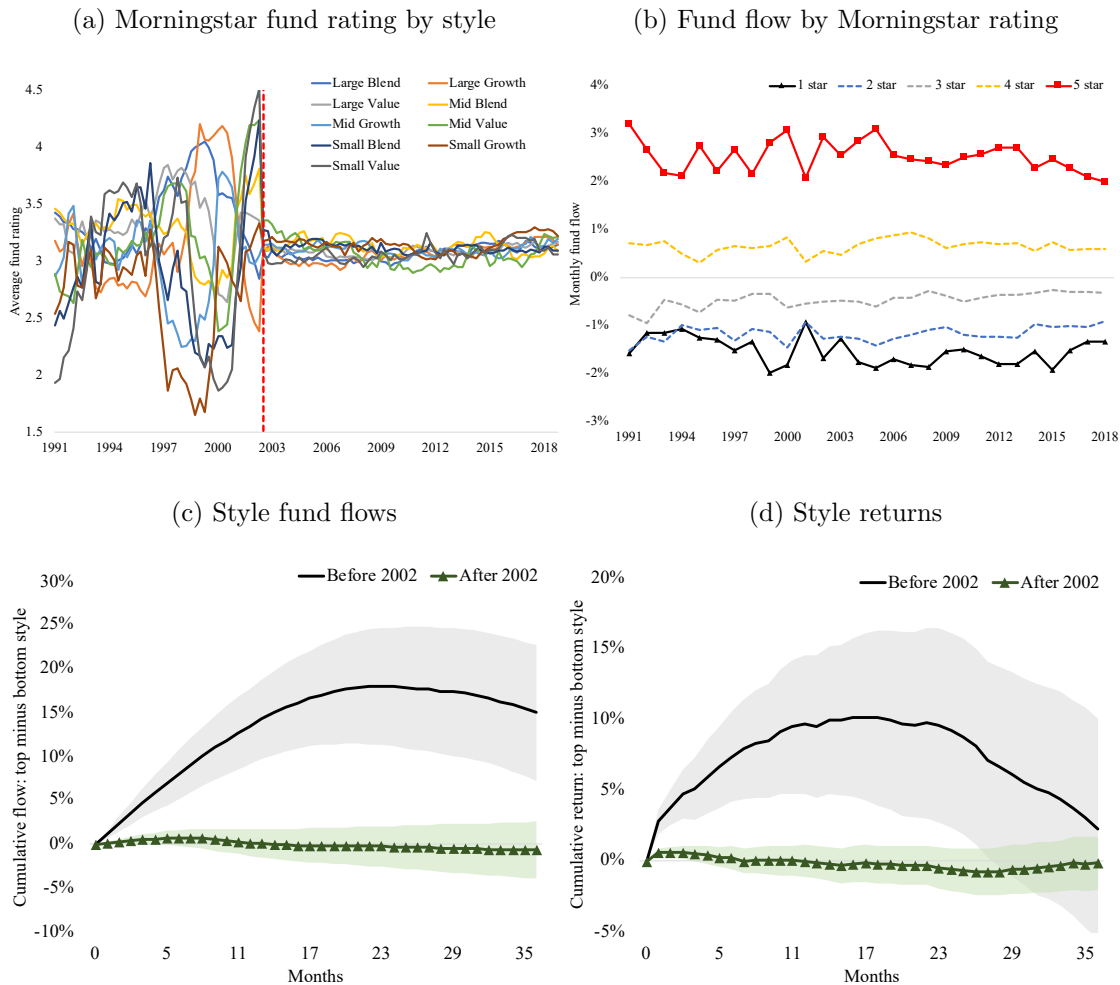 (a) Morningstar fund rating by style
Average fund rating
4.5
4
3.5
3
2.5
2
1.5
Large Blend Large Growth
Large Value Mid Blend
Mid Growth Mid Value
Small Blend Small Growth
Small Value
1991 1994 1997 2000 2003 2006 2009 2012 2015 2018
(b) Fund flow by Morningstar rating
Monthly fund flow
1 star 2 star 3 star 4 star 5 star
4%
3%
2%
1%
0%
-1%
-2%
-3%
1991 1994 1997 2000 2003 2006 2009 2012 2015 2018
(c) Style fund flows
Cumulative flow: top minus bottom style
Before 2002 After 2002
30%
25%
20%
15%
10%
5%
0%
-5%
-10%
0 5 11 17 23 29 35
Months
(d) Style returns
Cumulative return: top minus bottom style
Before 2002 After 2002
20%
15%
10%
5%
0%
-5%
0 5 11 17 23 29 35
Months